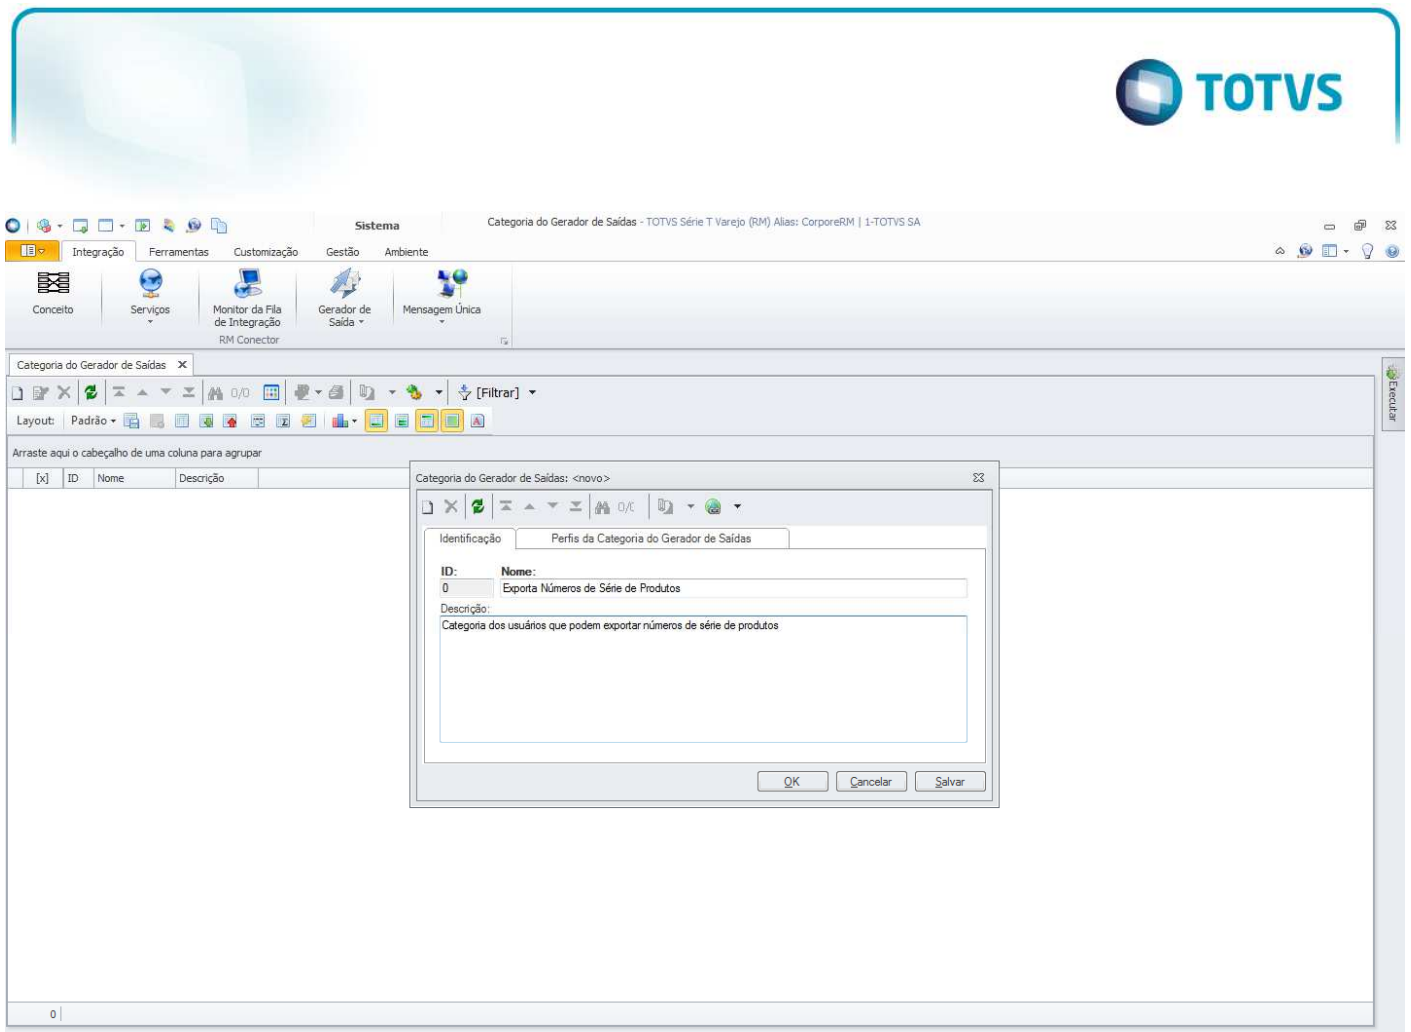 TOTVS
Sistema
Categoria do Gerador de Saídas - TOTVS Série T Varejo (RM) Alias: CorporeRM | 1-TOTVS SA
Integração Ferramentas Customização Gestão Ambiente
Conceito
Serviços
Monitor da Fila
de Integração
Gerador de
Saída
Mensagem Única
RM Conector
Categoria do Gerador de Saídas X
0/0
[Filtrar]
Layout: Padrão
Executar
Arraste aqui o cabeçalho de uma coluna para agrupar
[x] ID Nome Descrição
Categoria do Gerador de Saídas: <novo>
0/0
Identificação Perfis da Categoria do Gerador de Saídas
ID: Nome:
0 Exporta Números de Série de Produtos
Descrição:
Categoria dos usuários que podem exportar números de série de produtos
OK Cancelar Salvar
0